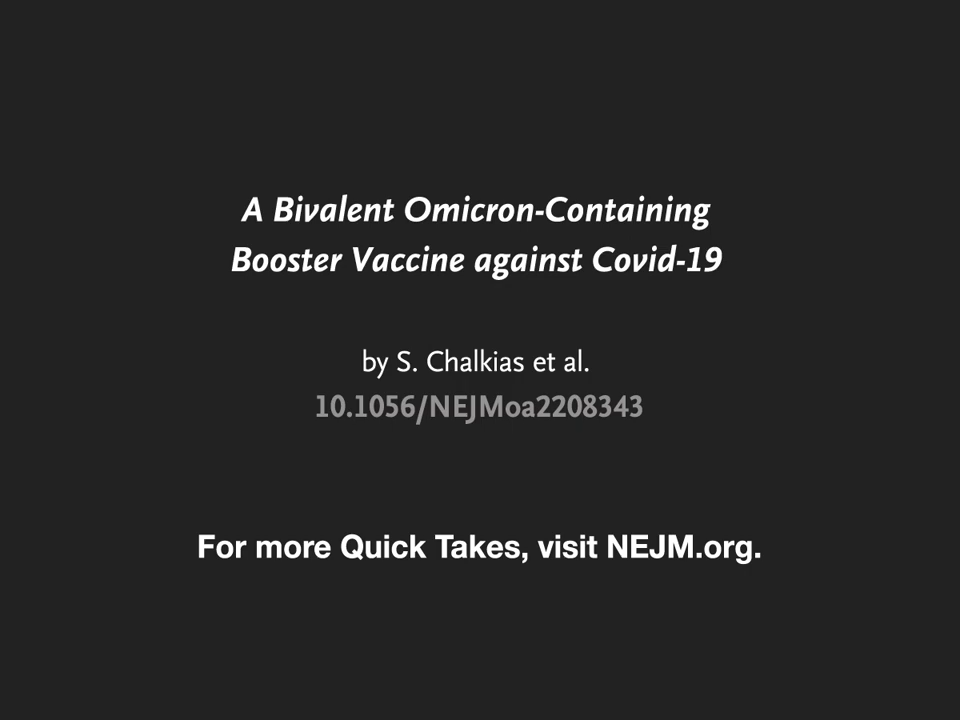 A Bivalent Omicron-Containing
Booster Vaccine against Covid-19
by S. Chalkias et al.
10.1056/NEJMoa2208343
For more Quick Takes, visit NEJM.org.